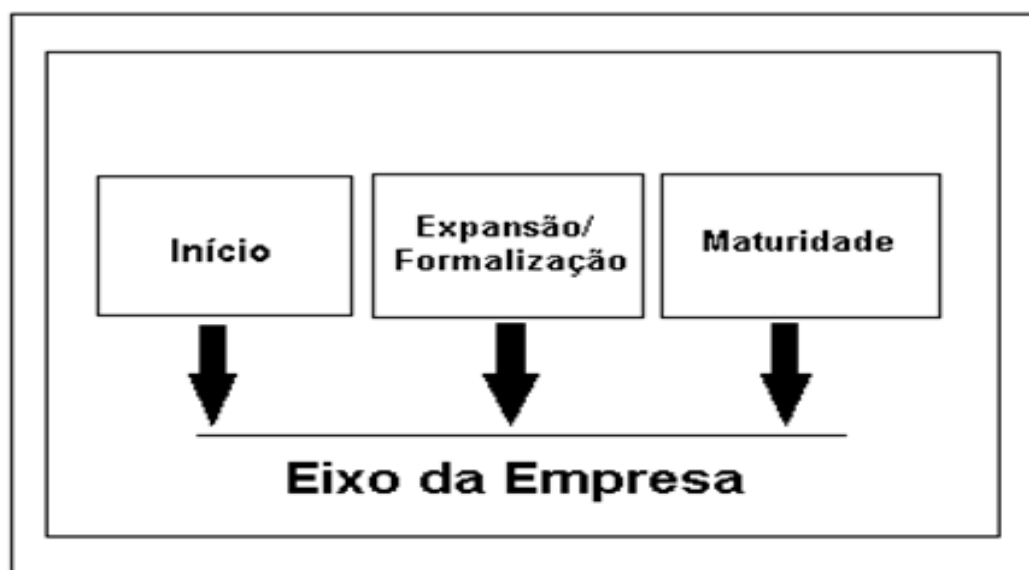 Início
Expansão/
Formalização
Maturidade
Eixo da Empresa